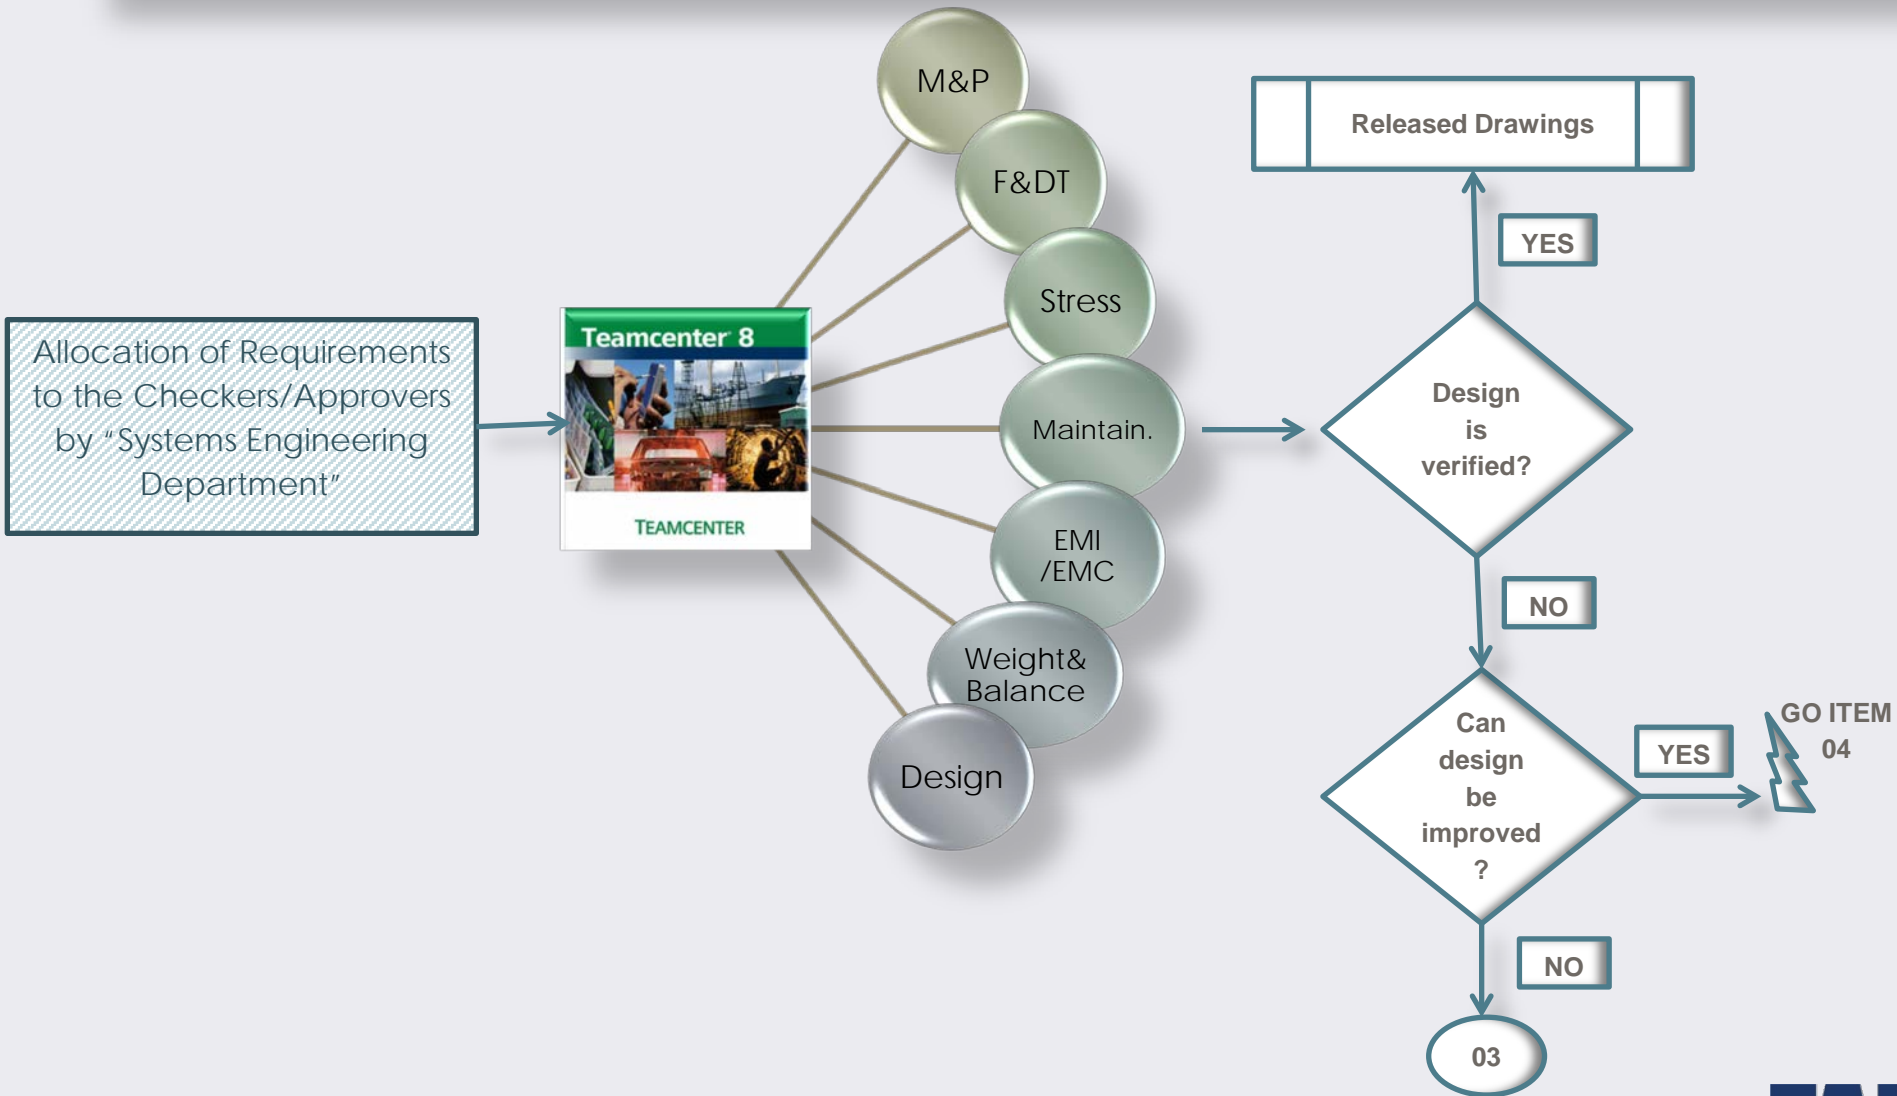 Allocation of Requirements
to the Checkers/Approvers
by “Systems Engineering
Department”
Teamcenter 8
TEAMCENTER
M&P
F&DT
Stress
Maintain.
EMI
/EMC
Weight&
Balance
Design
Released Drawings
YES
Design
is
verified?
NO
Can
design
be
improved
?
YES
GO ITEM
04
NO
03